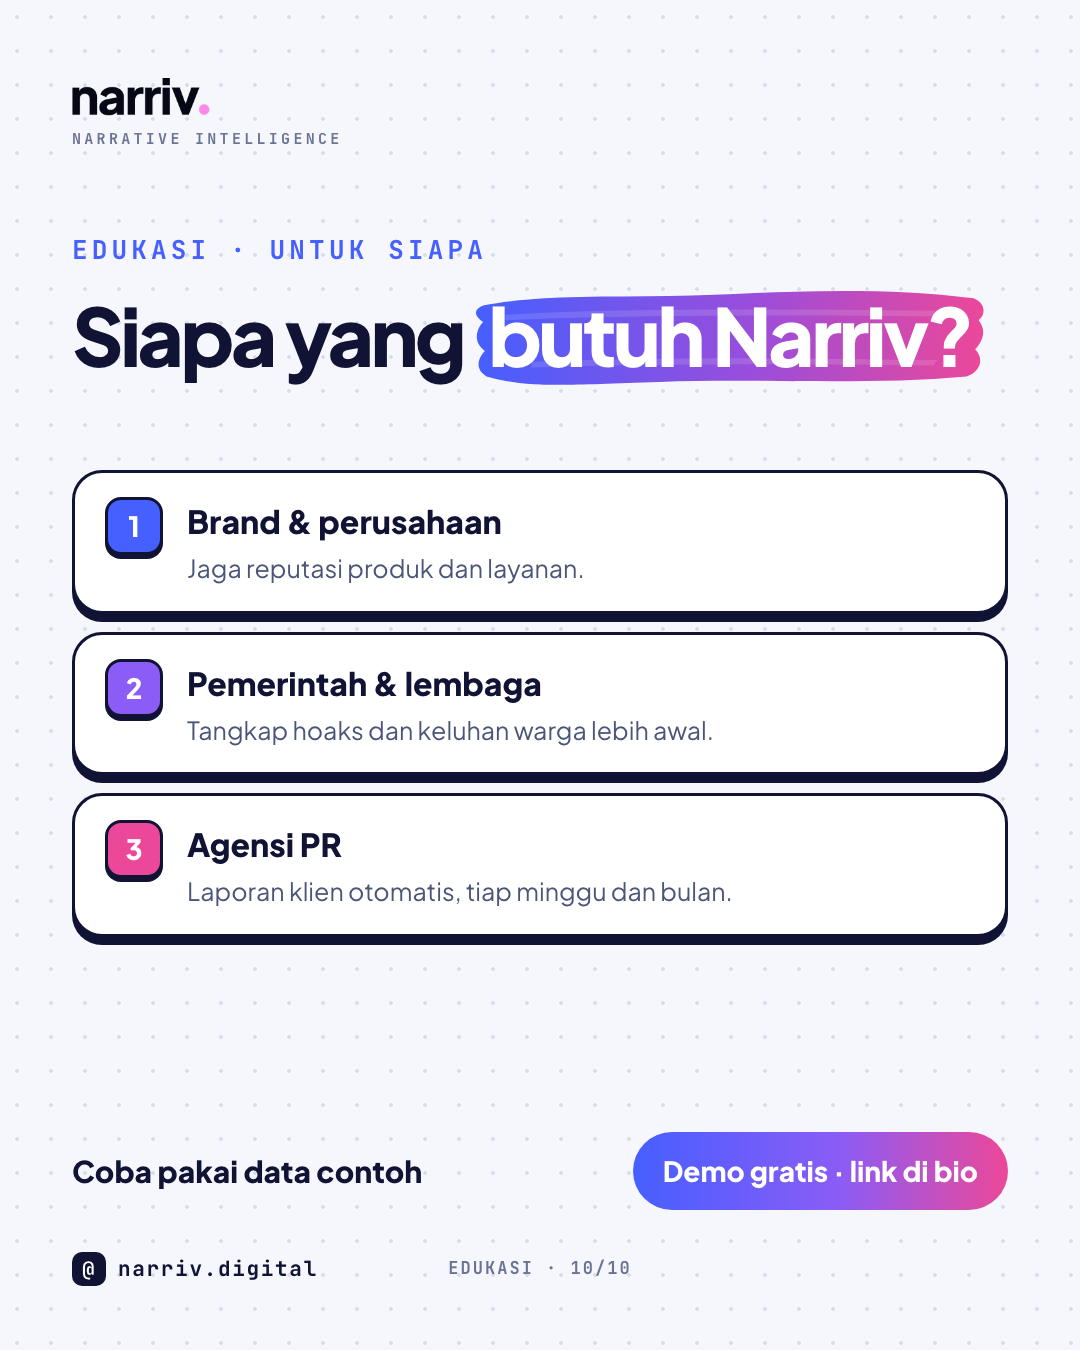 narriv.
NARRATIVE INTELLIGENCE
EDUKASI · UNTUK SIAPA
Siapa yang butuh Narriv?
1
Brand & perusahaan
Jaga reputasi produk dan layanan.
2
Pemerintah & lembaga
Tangkap hoaks dan keluhan warga lebih awal.
3
Agensi PR
Laporan klien otomatis, tiap minggu dan bulan.
Coba pakai data contoh
Demo gratis · link di bio
@ narriv.digital
EDUKASI · 10/10